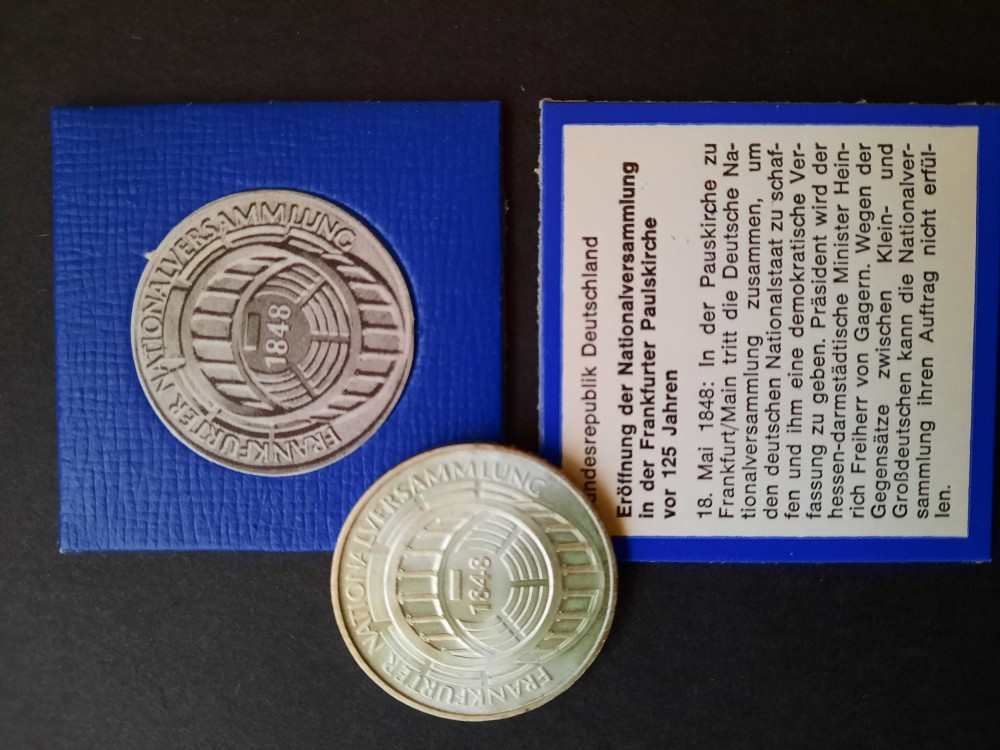 FRANKFURTER NATIONALVERSAMMLUNG
1848
FRANKFURTER NATIONALVERSAMMLUNG
1848
undesrepublik Deutschland
Eröffnung der Nationalversammlung
in der Frankfurter Paulskirche
vor 125 Jahren
18. Mai 1848: In der Pauskirche zu
Frankfurt/Main tritt die Deutsche Na-
tionalversammlung zusammen, um
den deutschen Nationalstaat zu schaf-
fen und ihm eine demokratische Ver-
fassung zu geben. Präsident wird der
hessen-darmstädtische Minister Hein-
rich Freiherr von Gagern. Wegen der
Gegensätze zwischen Klein- und
Großdeutschen kann die Nationalver-
sammlung ihren Auftrag nicht erfül-
len.